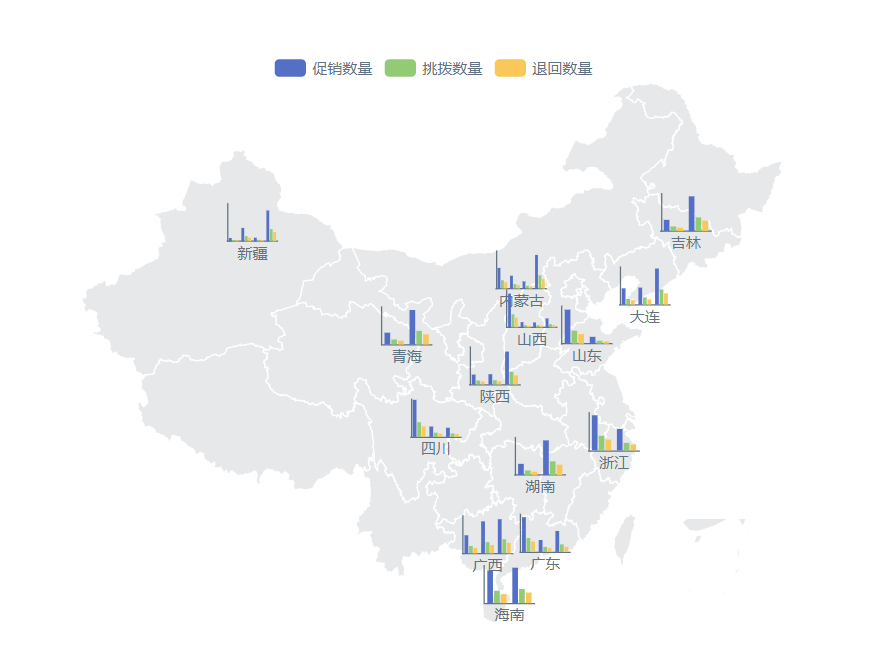 促销数量 挑拨数量 退回数量
吉林
新疆
内蒙古
大连
山西
青海
山东
陕西
四川
浙江
湖南
广西
广东
海南